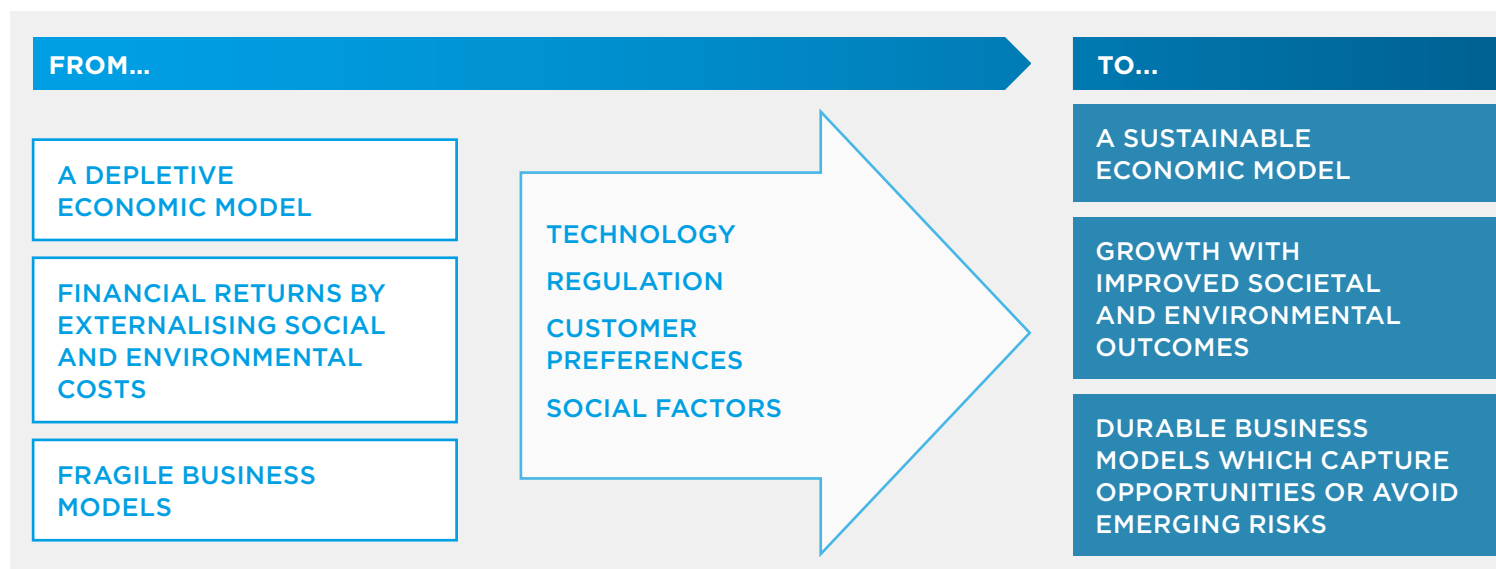 FROM...
A DEPLETIVE
ECONOMIC MODEL
FINANCIAL RETURNS BY
EXTERNALISING SOCIAL
AND ENVIRONMENTAL
COSTS
FRAGILE BUSINESS
MODELS
TECHNOLOGY
REGULATION
CUSTOMER
PREFERENCES
SOCIAL FACTORS
TO...
A SUSTAINABLE
ECONOMIC MODEL
GROWTH WITH
IMPROVED SOCIETAL
AND ENVIRONMENTAL
OUTCOMES
DURABLE BUSINESS
MODELS WHICH CAPTURE
OPPORTUNITIES OR AVOID
EMERGING RISKS